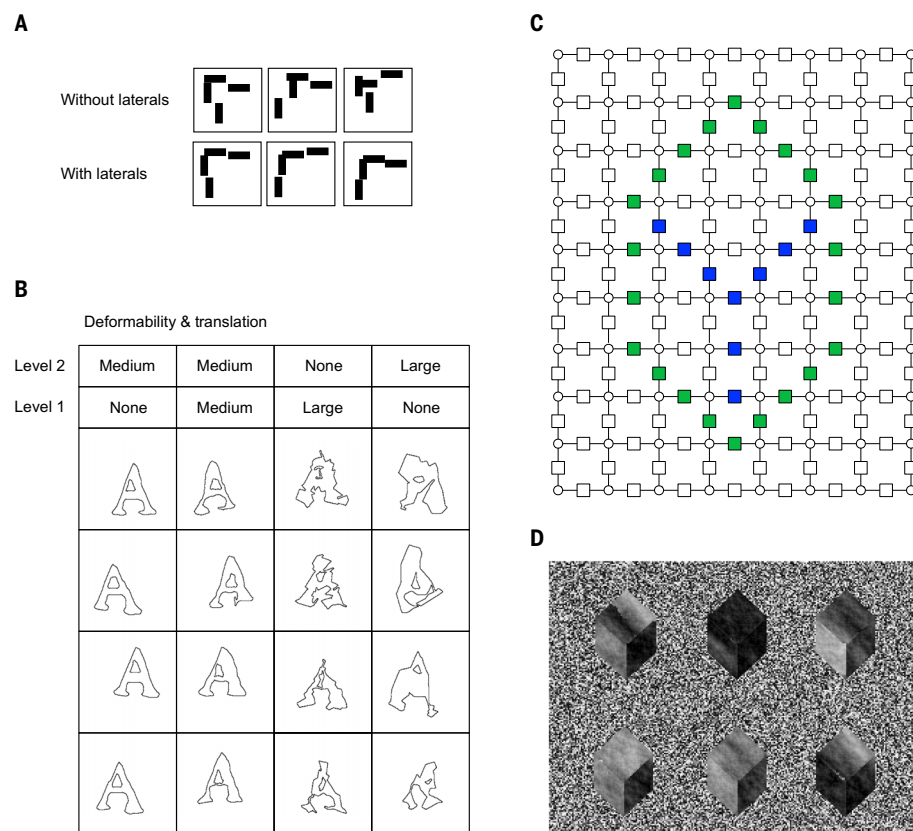 A
Without laterals
With laterals
B
Deformability & translation
Level 2 Medium Medium None Large
Level 1 None Medium Large None
C
D